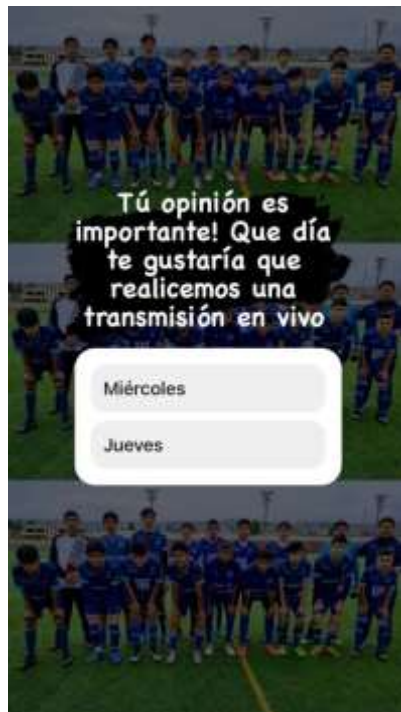 Tú opinión es
importante! Que día
te gustaría que
realicemos una
transmisión en vivo
Miércoles
Jueves